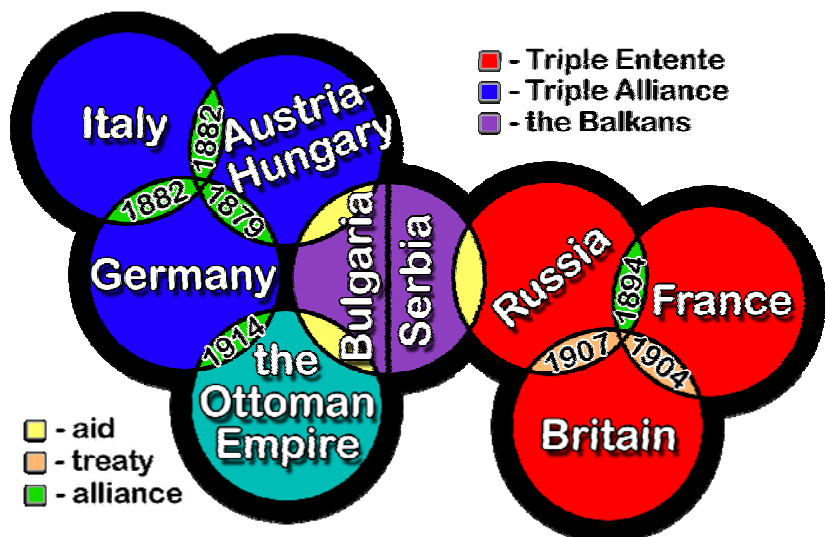 - Triple Entente
- Triple Alliance
- the Balkans
Italy
1882
Austria-
Hungary
1882
1879
Germany
Bulgaria
Serbia
Russia
1894
France
1914
the
Ottoman
Empire
1907
1904
Britain
- aid
- treaty
- alliance